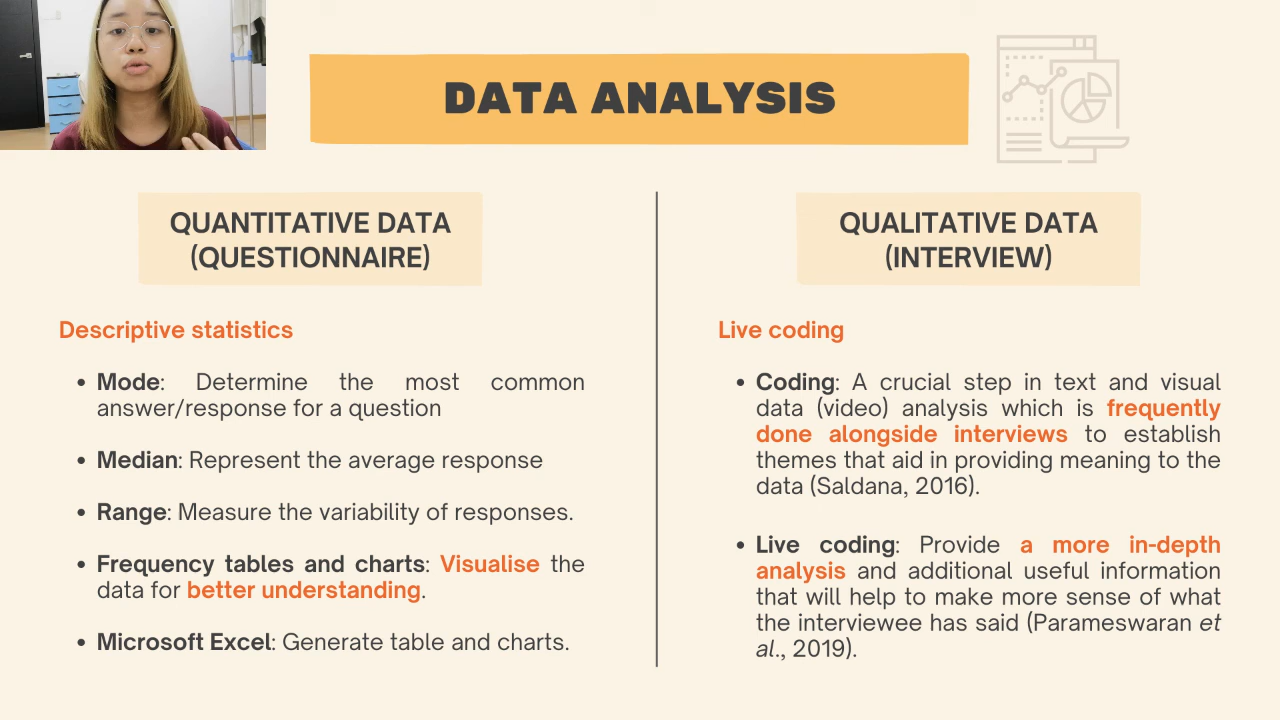 DATA ANALYSIS
QUANTITATIVE DATA
(QUESTIONNAIRE)
Descriptive statistics
• Mode: Determine the most common
answer/response for a question
• Median: Represent the average response
• Range: Measure the variability of responses.
• Frequency tables and charts: Visualise the
data for better understanding.
• Microsoft Excel: Generate table and charts.
QUALITATIVE DATA
(INTERVIEW)
Live coding
• Coding: A crucial step in text and visual
data (video) analysis which is frequently
done alongside interviews to establish
themes that aid in providing meaning to the
data (Saldana, 2016).
• Live coding: Provide a more in-depth
analysis and additional useful information
that will help to make more sense of what
the interviewee has said (Parameswaran et
al., 2019).